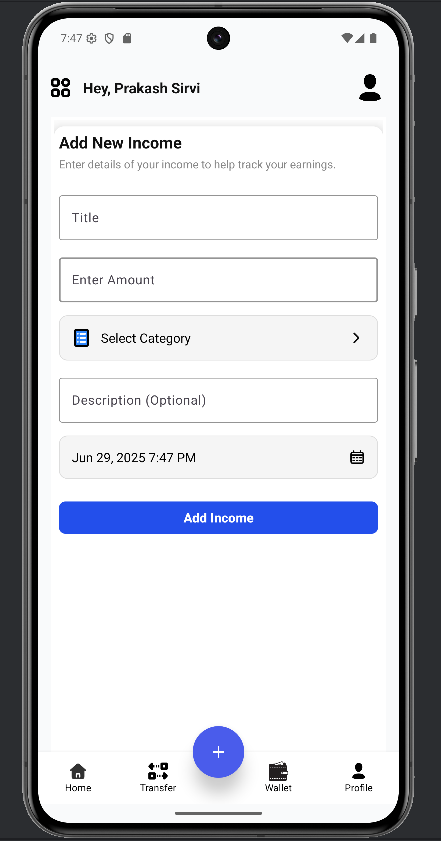 7:47
Hey, Prakash Sirvi
Add New Income
Enter details of your income to help track your earnings.
Title
Enter Amount
Select Category
Description (Optional)
Jun 29, 2025 7:47 PM
Add Income
+
Home
Transfer
Wallet
Profile